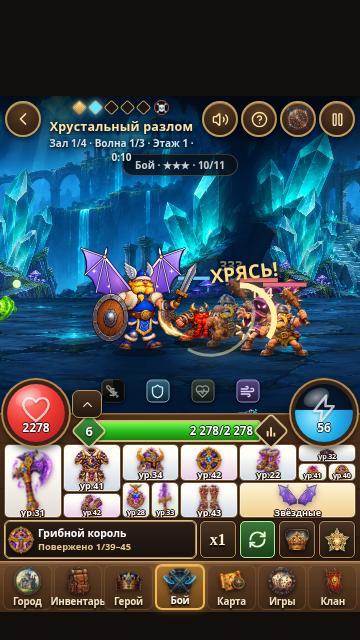 Хрустальный разлом
Зал 1/4 · Волна 1/3 · Этаж 1 ·
0:10
Бой · ★★★ · 10/11
ХРЯСЬ!
2278
6
2 278/2 278
56
ур.31
ур.41
ур.34
ур.42
ур.22
ур.32
ур.41
ур.40
ур.42
ур.28
ур.33
ур.43
Звёздные
Грибной король
Повержено 1/39–45
x1
Город
Инвентарь
Герой
Бой
Карта
Игры
Клан